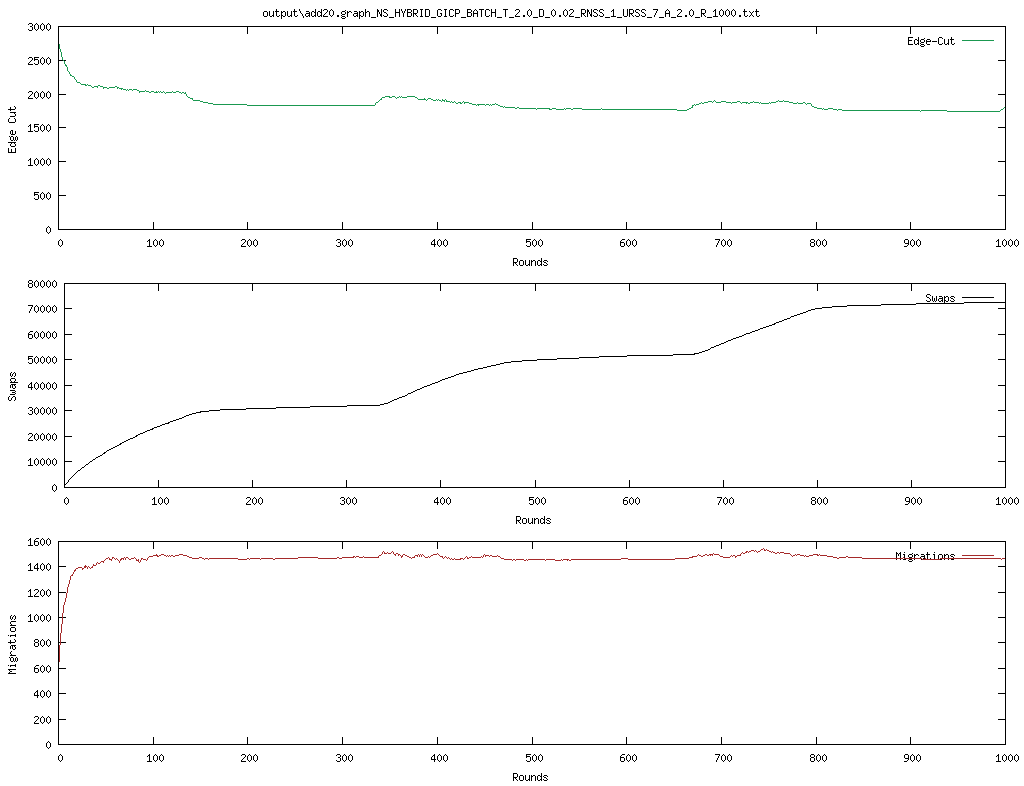 output\add20.graph_NS_HYBRID_GICP_BATCH_T_2.0_D_0.02_RNSS_1_URSS_7_A_2.0_R_1000.txt
3000
Edge-Cut
2500
2000
1500
1000
500
0
Edge Cut
0 100 200 300 400 500 600 700 800 900 1000
Rounds
80000
Swaps
70000
60000
50000
40000
30000
20000
10000
0
Swaps
0 100 200 300 400 500 600 700 800 900 1000
Rounds
1600
Migrations
1400
1200
1000
800
600
400
200
0
Migrations
0 100 200 300 400 500 600 700 800 900 1000
Rounds